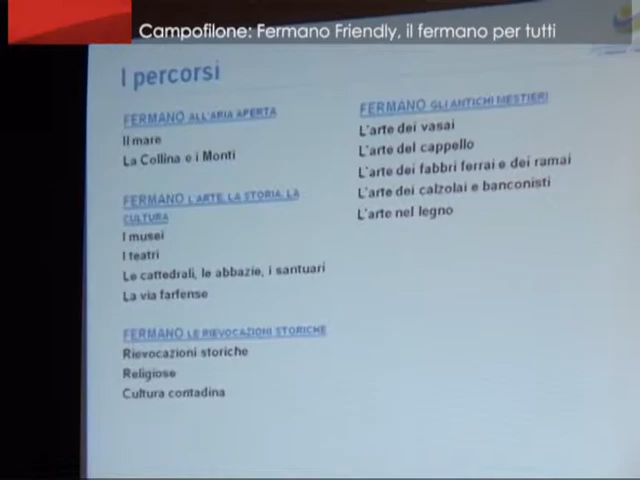 Campofilone: Fermano Friendly, il fermano per tutti
I percorsi
FERMANO ALL'ARIA APERTA
Il mare
La Collina e i Monti
FERMANO L'ARTE, LA STORIA, LA
CULTURA
I musei
I teatri
Le cattedrali, le abbazie, i santuari
La via farfense
FERMANO LE RIEVOCAZIONI STORICHE
Rievocazioni storiche
Religiose
Cultura contadina
FERMANO GLI ANTICHI MESTIERI
L'arte dei vasai
L'arte del cappello
L'arte dei fabbri ferrai e dei ramai
L'arte dei calzolai e banconisti
L'arte nel legno